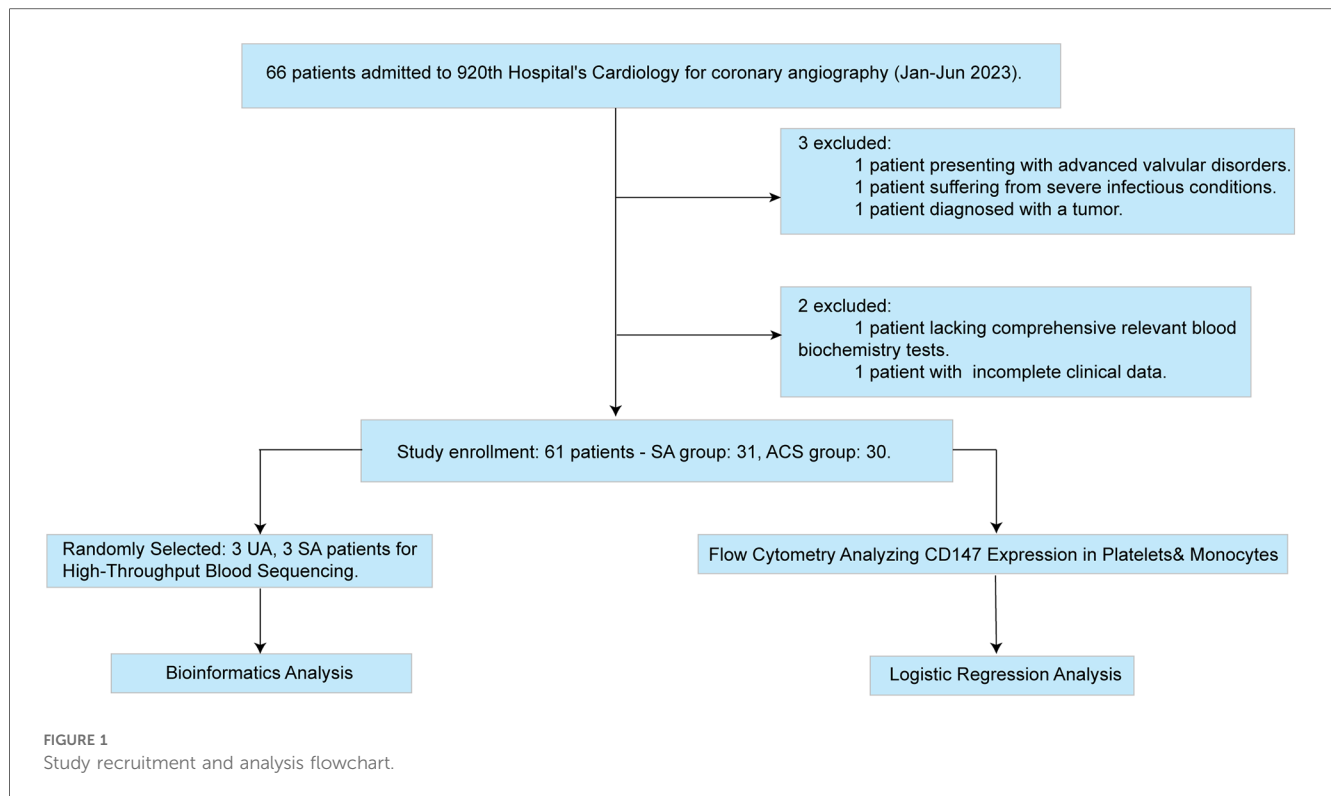 66 patients admitted to 920th Hospital's Cardiology for coronary angiography (Jan-Jun 2023).
3 excluded:
1 patient presenting with advanced valvular disorders.
1 patient suffering from severe infectious conditions.
1 patient diagnosed with a tumor.
2 excluded:
1 patient lacking comprehensive relevant blood
biochemistry tests.
1 patient with incomplete clinical data.
Study enrollment: 61 patients - SA group: 31, ACS group: 30.
Randomly Selected: 3 UA, 3 SA patients for
High-Throughput Blood Sequencing.
Flow Cytometry Analyzing CD147 Expression in Platelets& Monocytes
Bioinformatics Analysis
Logistic Regression Analysis
FIGURE 1
Study recruitment and analysis flowchart.